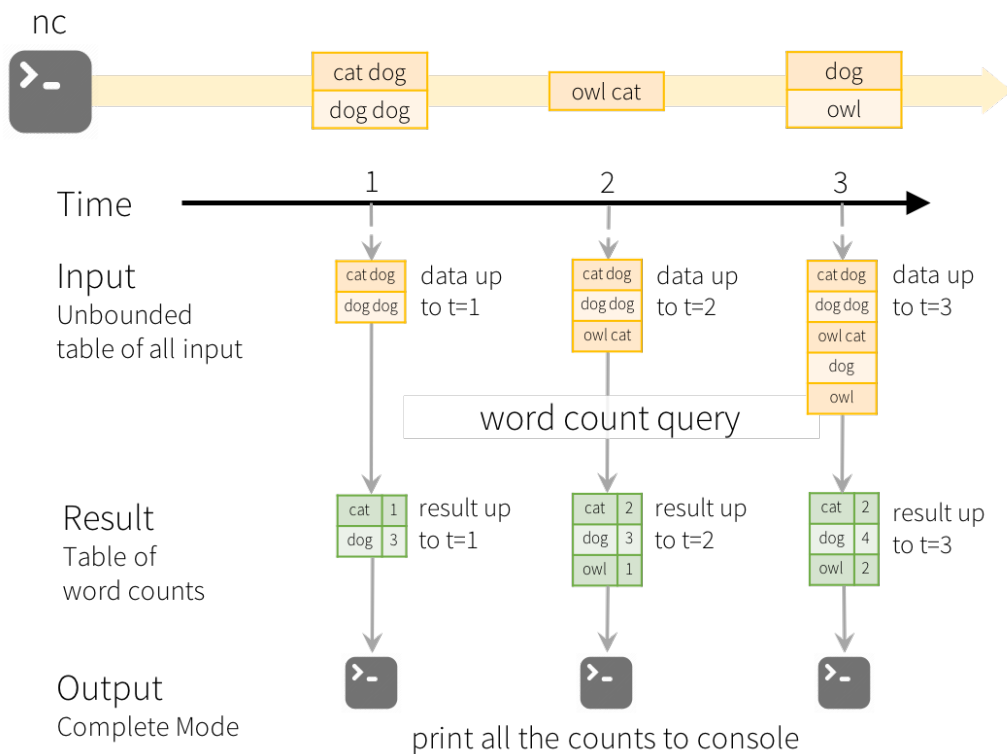 nc
cat dog
dog dog
owl cat
dog
owl
Time
1
2
3
Input
Unbounded
table of all input
cat dog
dog dog
data up
to t=1
cat dog
dog dog
owl cat
data up
to t=2
cat dog
dog dog
owl cat
dog
owl
data up
to t=3
word count query
Result
Table of
word counts
cat 1
dog 3
result up
to t=1
cat 2
dog 3
owl 1
result up
to t=2
cat 2
dog 4
owl 2
result up
to t=3
Output
Complete Mode
print all the counts to console